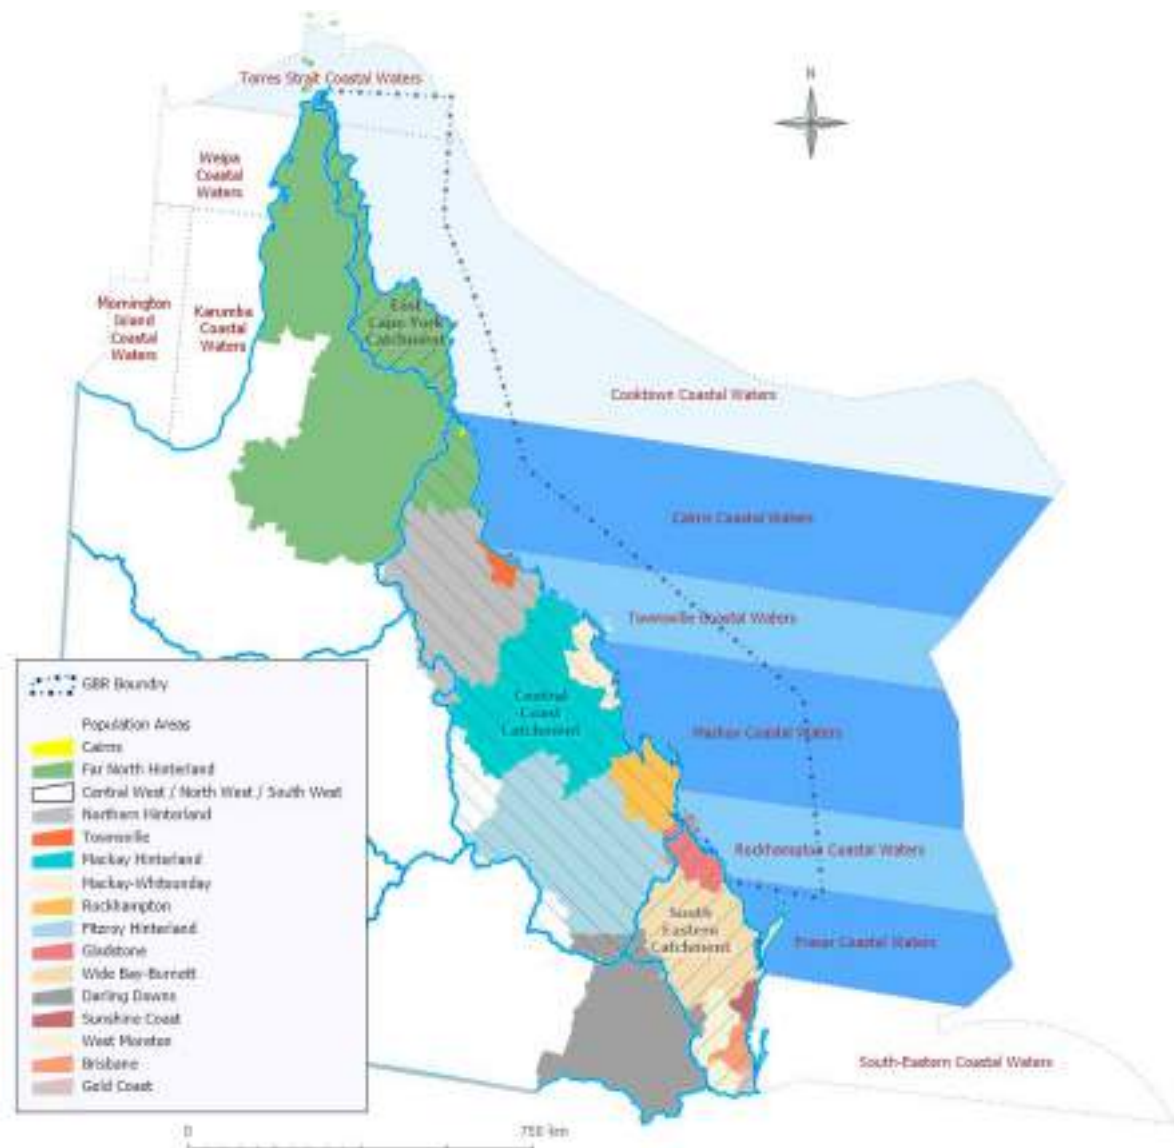 N
Torres Strait Coastal Waters
Weipa
Coastal
Waters
Mornington
Island
Coastal
Waters
Karumba
Coastal
Waters
East
Cape York
Catchment
Cooktown Coastal Waters
Cairns Coastal Waters
Townsville Coastal Waters
Central
Coast
Catchment
Mackay Coastal Waters
Rockhampton Coastal Waters
South
Eastern
Catchment
Fraser Coastal Waters
South-Eastern Coastal Waters
GBR Boundry
Population Areas
Cairns
Far North Hinterland
Central West / North West / South West
Northern Hinterland
Townsville
Mackay Hinterland
Mackay-Whitsunday
Rockhampton
Fitzroy Hinterland
Gladstone
Wide Bay-Burnett
Darling Downs
Sunshine Coast
West Moreton
Brisbane
Gold Coast
0
750 km